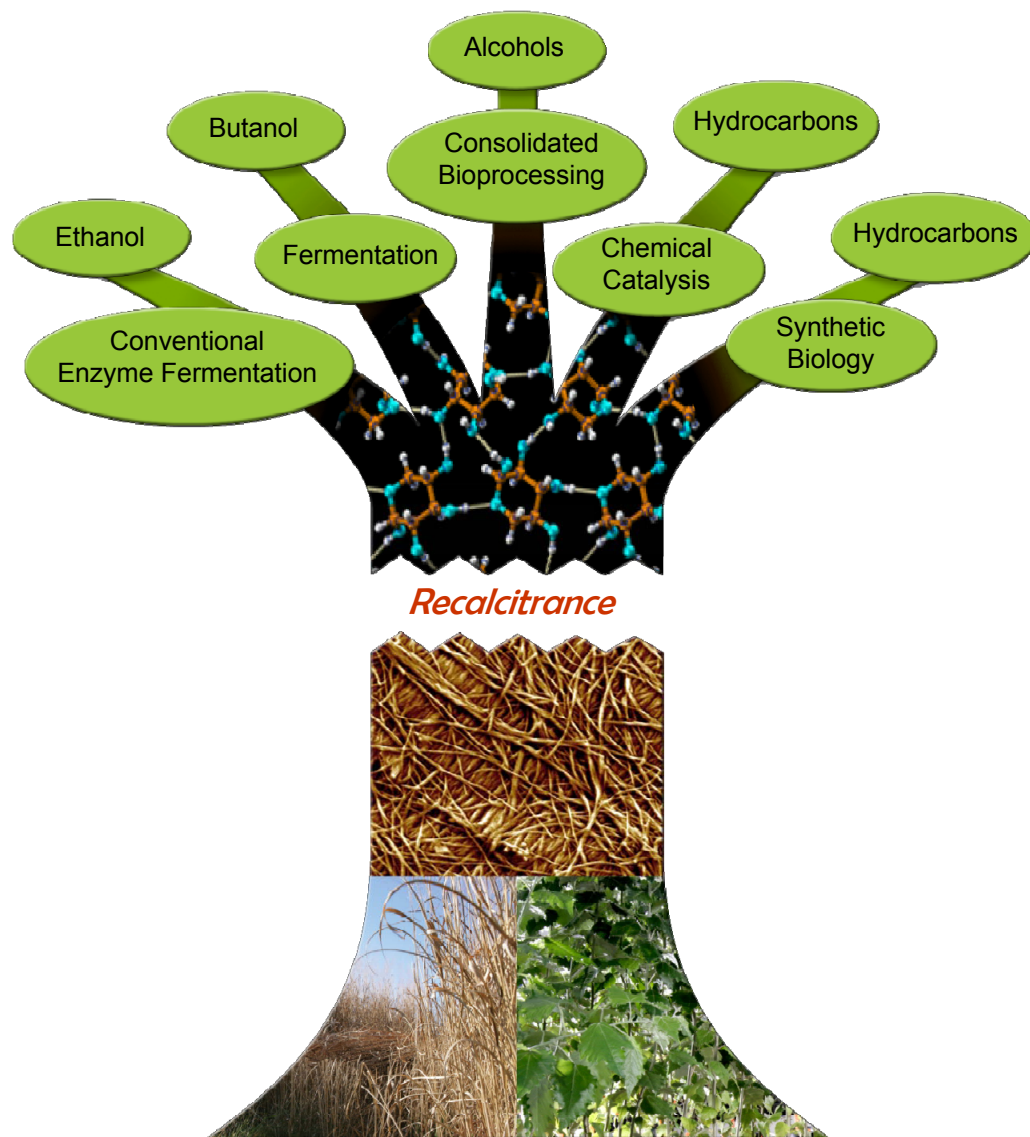 Alcohols
Butanol
Hydrocarbons
Consolidated
Bioprocessing
Ethanol
Fermentation
Chemical
Catalysis
Hydrocarbons
Conventional
Enzyme Fermentation
Synthetic
Biology
Recalcitrance